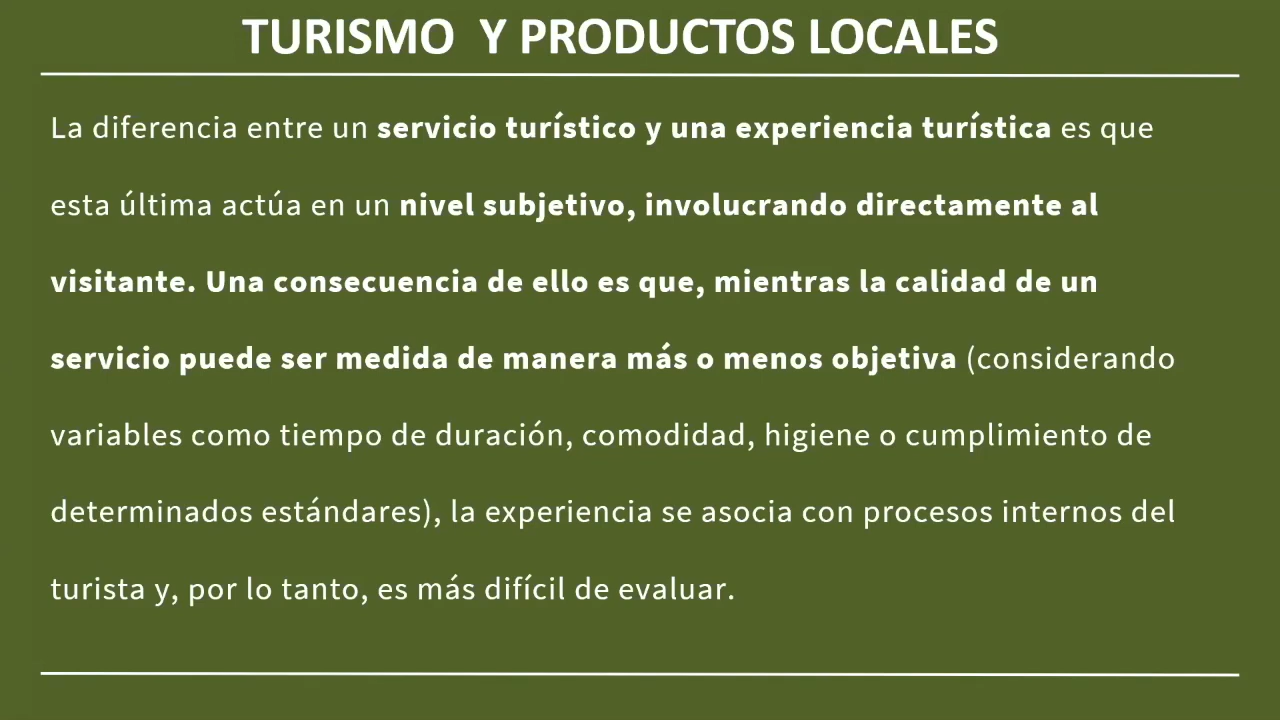 TURISMO  Y PRODUCTOS LOCALES
La diferencia entre un servicio turístico y una experiencia turística es que
esta última actúa en un nivel subjetivo, involucrando directamente al
visitante. Una consecuencia de ello es que, mientras la calidad de un
servicio puede ser medida de manera más o menos objetiva (considerando
variables como tiempo de duración, comodidad, higiene o cumplimiento de
determinados estándares), la experiencia se asocia con procesos internos del
turista y, por lo tanto, es más difícil de evaluar.